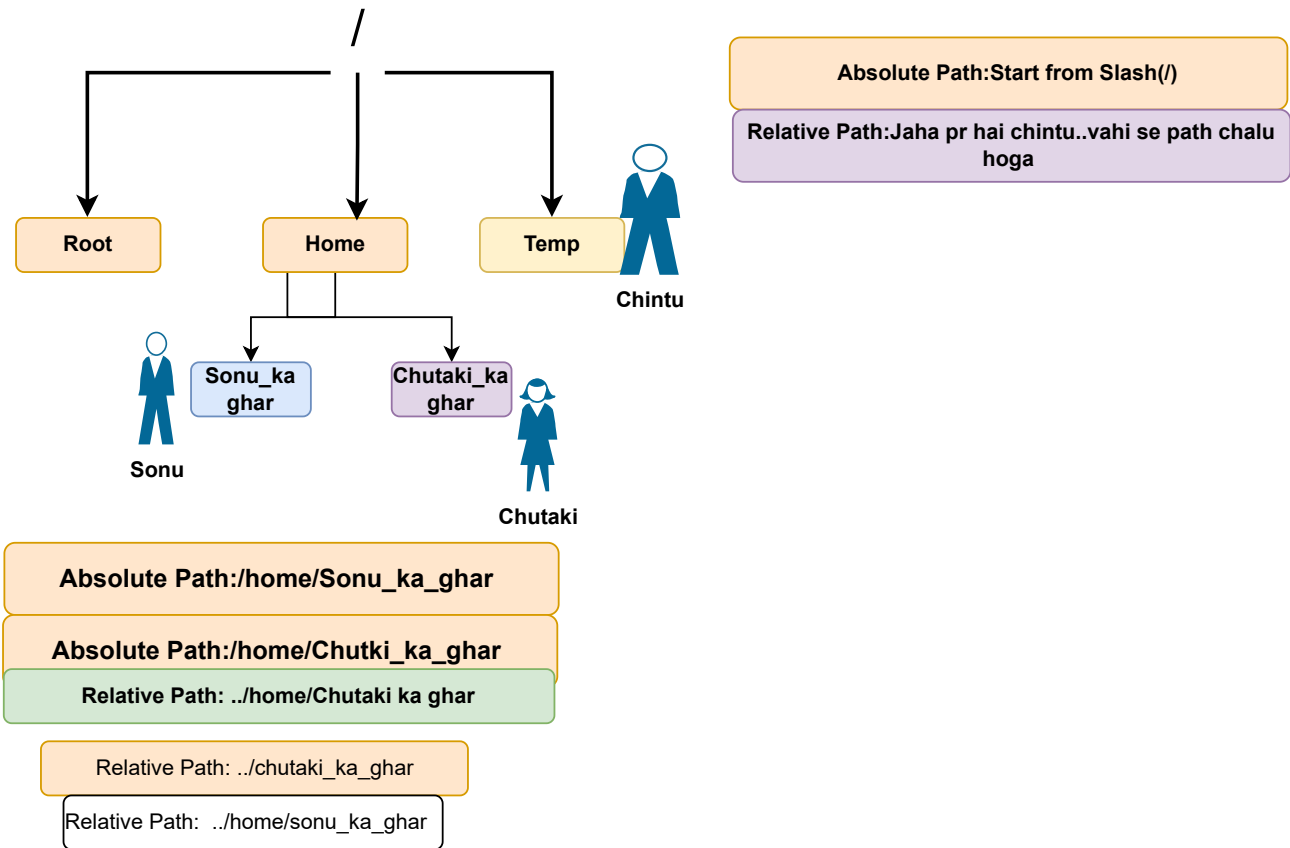 /
Absolute Path:Start from Slash(/)
Relative Path:Jaha pr hai chintu..vahi se path chalu
hoga
Root
Home
Temp
Chintu
Sonu_ka
ghar
Chutaki_ka
ghar
Sonu
Chutaki
Absolute Path:/home/Sonu_ka_ghar
Absolute Path:/home/Chutki_ka_ghar
Relative Path: ../home/Chutaki ka ghar
Relative Path: ../chutaki_ka_ghar
Relative Path:  ../home/sonu_ka_ghar